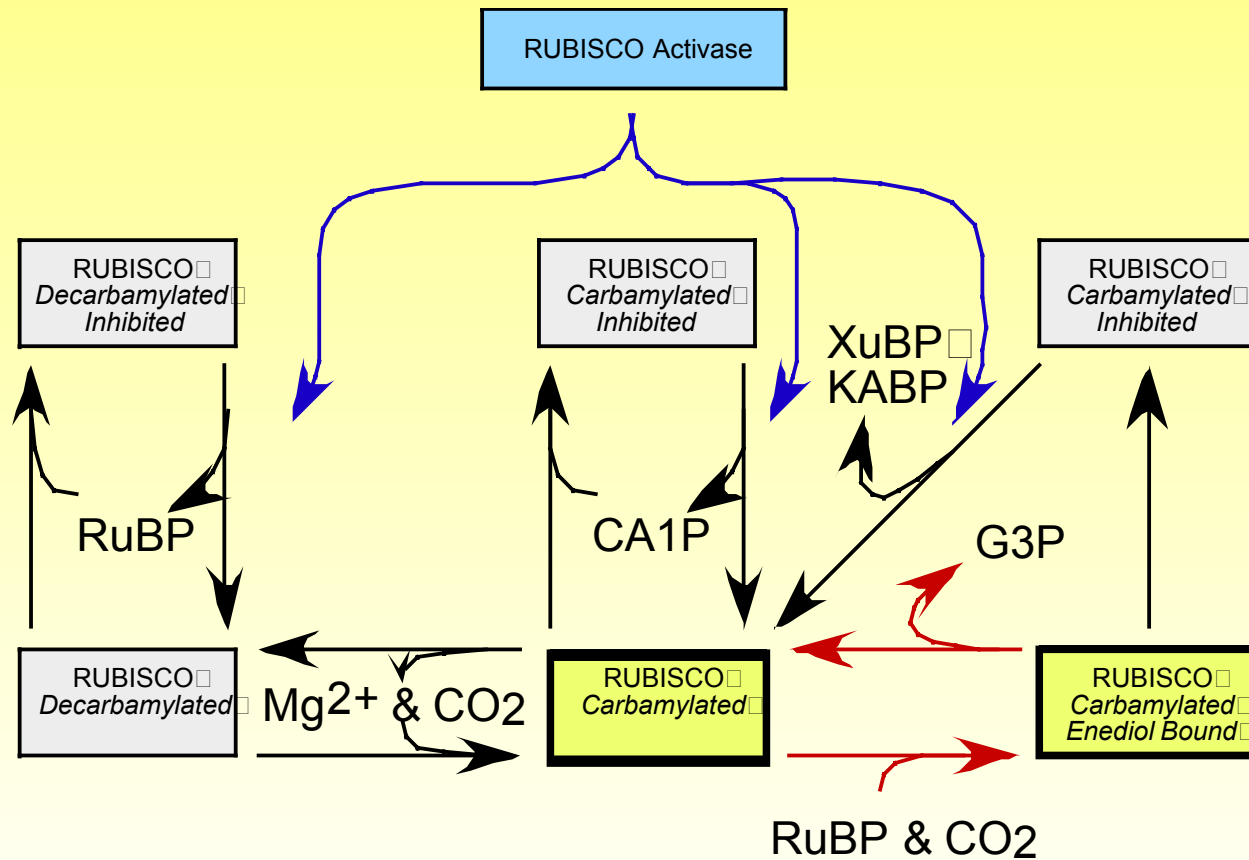 RUBISCO Activase
RUBISCO
Decarbamylated
Inhibited
RUBISCO
Carbamylated
Inhibited
RUBISCO
Carbamylated
Inhibited
XuBP
KABP
RuBP
CA1P
G3P
RUBISCO
Decarbamylated
Mg2+ & CO2
RUBISCO
Carbamylated
RUBISCO
Carbamylated
Enediol Bound
RuBP & CO2